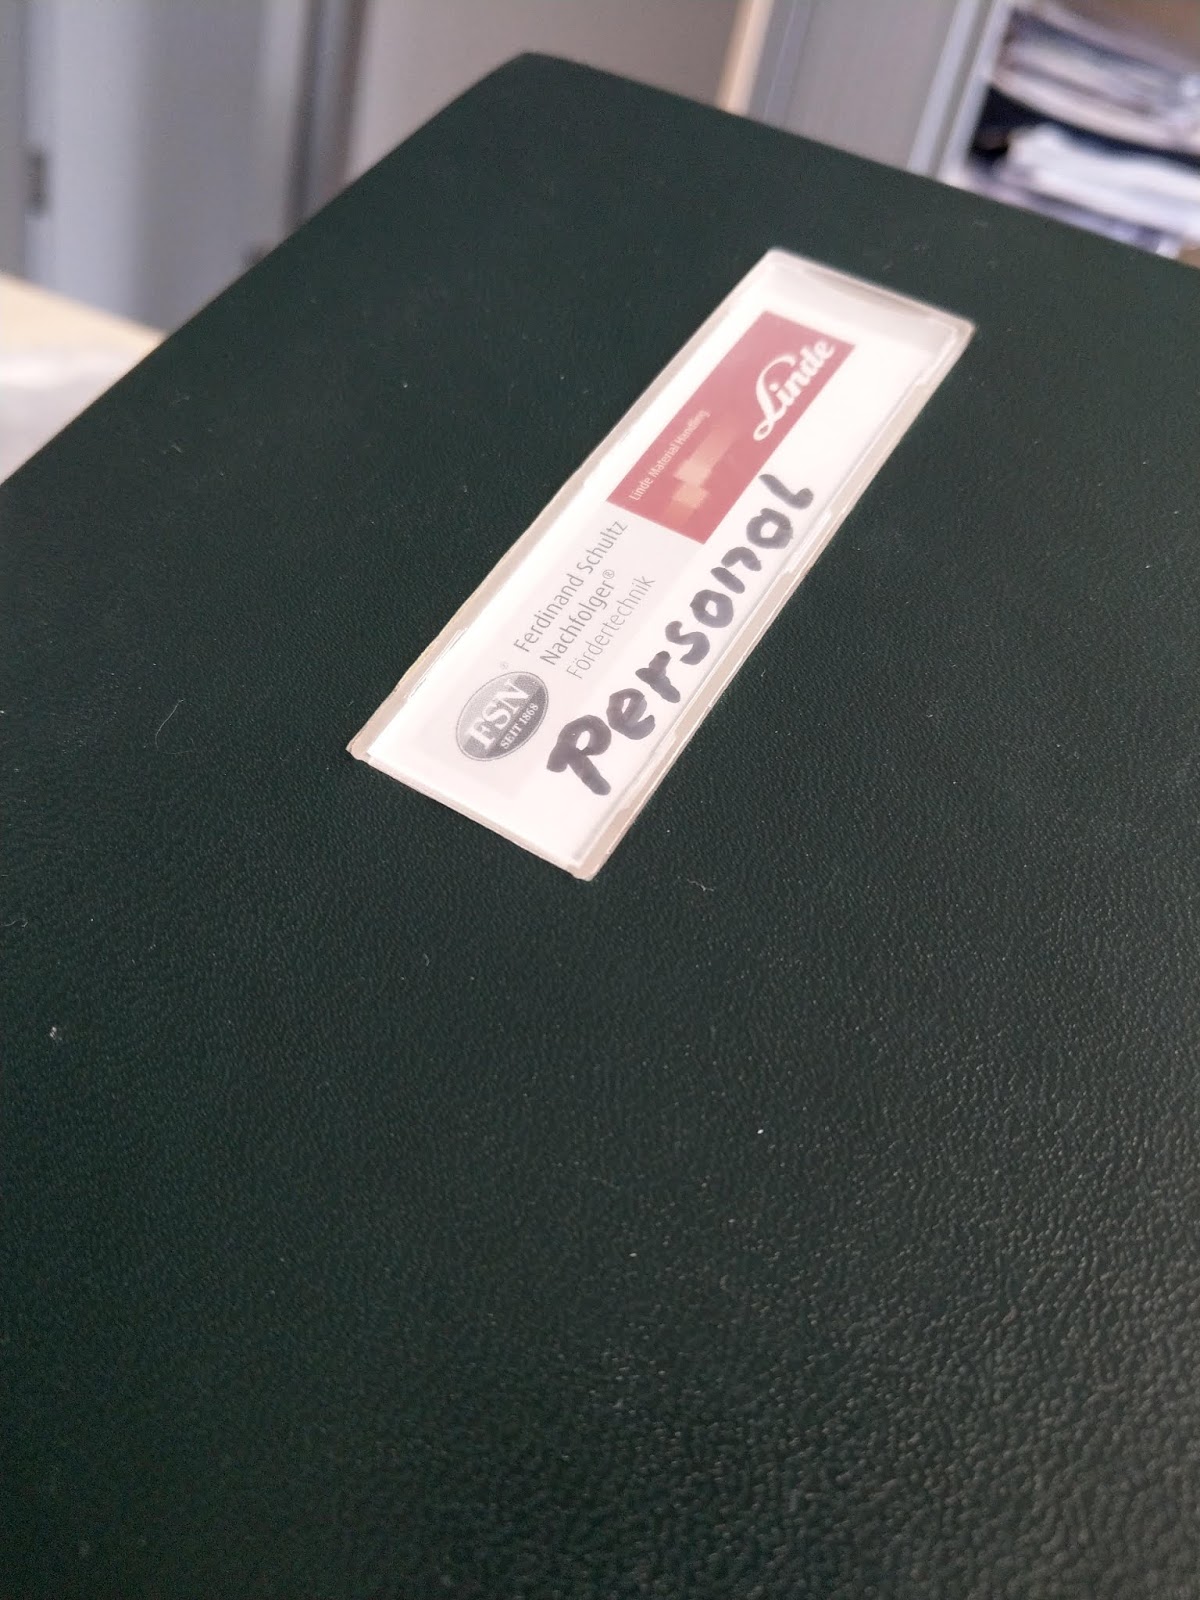 FSN®
SEIT 1868
Ferdinand Schultz
Nachfolger®
Fördertechnik
Linde Material Handling
Linde
Personal